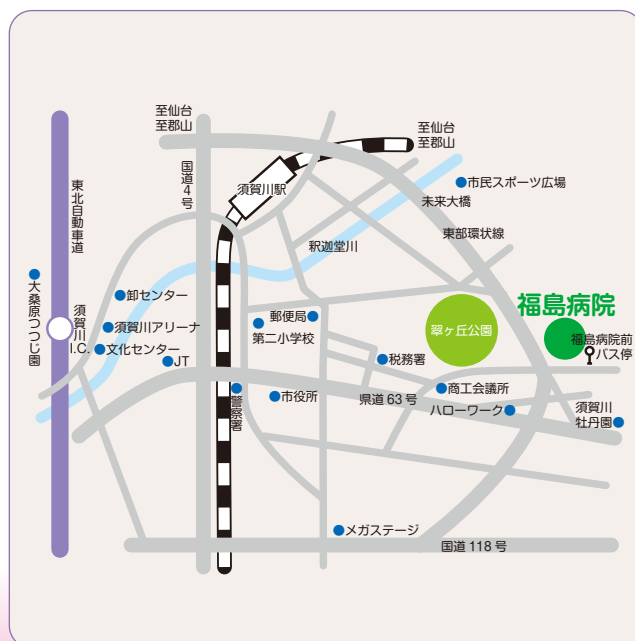 至仙台
至郡山
至仙台
至郡山
国道4号
須賀川駅
市民スポーツ広場
未来大橋
東北自動車道
東部環状線
釈迦堂川
大桑原つつじ園
卸センター
福島病院
須賀川
I.C.
須賀川アリーナ
郵便局
第二小学校
翠ヶ丘公園
福島病院前
バス停
文化センター
JT
税務署
警察署
市役所
県道63号
商工会議所
ハローワーク
須賀川
牡丹園
メガステージ
国道118号